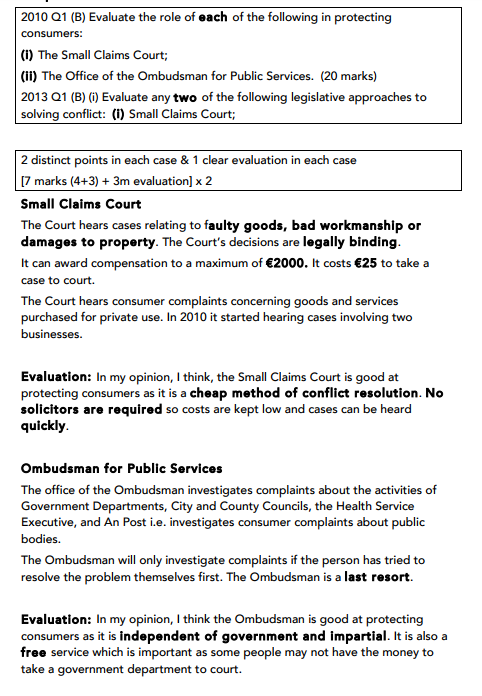 2010 Q1 (B) Evaluate the role of each of the following in protecting
consumers:
(i) The Small Claims Court;
(ii) The Office of the Ombudsman for Public Services. (20 marks)
2013 Q1 (B) (i) Evaluate any two of the following legislative approaches to
solving conflict: (i) Small Claims Court;
2 distinct points in each case & 1 clear evaluation in each case
[7 marks (4+3) + 3m evaluation] x 2
Small Claims Court
The Court hears cases relating to faulty goods, bad workmanship or
damages to property. The Court's decisions are legally binding.
It can award compensation to a maximum of €2000. It costs €25 to take a
case to court.
The Court hears consumer complaints concerning goods and services
purchased for private use. In 2010 it started hearing cases involving two
businesses.
Evaluation: In my opinion, I think, the Small Claims Court is good at
protecting consumers as it is a cheap method of conflict resolution. No
solicitors are required so costs are kept low and cases can be heard
quickly.
Ombudsman for Public Services
The office of the Ombudsman investigates complaints about the activities of
Government Departments, City and County Councils, the Health Service
Executive, and An Post i.e. investigates consumer complaints about public
bodies.
The Ombudsman will only investigate complaints if the person has tried to
resolve the problem themselves first. The Ombudsman is a last resort.
Evaluation: In my opinion, I think the Ombudsman is good at protecting
consumers as it is independent of government and impartial. It is also a
free service which is important as some people may not have the money to
take a government department to court.